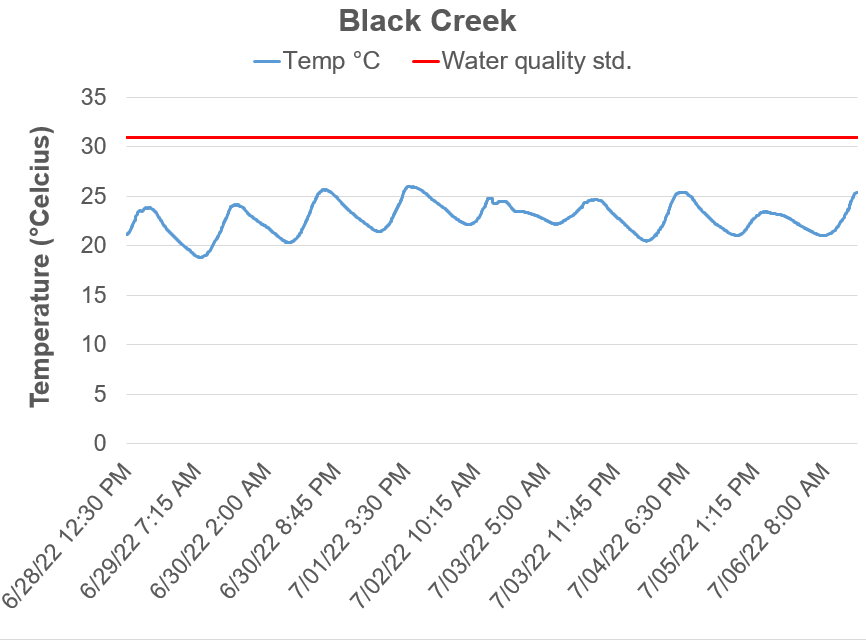 Black Creek
Temp °C
Water quality std.
Temperature (°Celcius)
35
30
25
20
15
10
5
0
6/28/22 12:30 PM
6/29/22 7:15 AM
6/30/22 2:00 AM
6/30/22 8:45 PM
7/01/22 3:30 PM
7/02/22 10:15 AM
7/03/22 5:00 AM
7/03/22 11:45 PM
7/04/22 6:30 PM
7/05/22 1:15 PM
7/06/22 8:00 AM